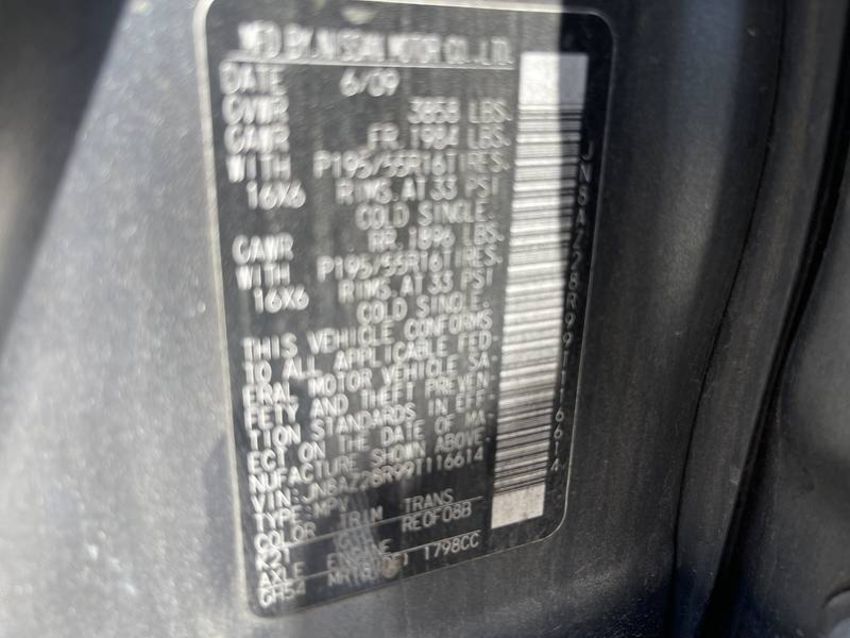 MFD BY NISSAN MOTOR CO., LTD.
DATE 6/09
GVWR 3858 LBS.
GAWR FR. 1984 LBS.
WITH P195/55R16TIRES.
16X6 RIMS. AT 33 PSI
COLD SINGLE.
GAWR RR. 1896 LBS.
WITH P195/55R16TIRES.
16X6 RIMS. AT 33 PSI
COLD SINGLE.
THIS VEHICLE CONFORMS
TO ALL APPLICABLE FED-
ERAL MOTOR VEHICLE SA-
FETY AND THEFT PREVEN
TION STANDARDS IN EFF-
ECT ON THE DATE OF MA-
NUFACTURE SHOWN ABOVE.
VIN: JN8AZ28R99T116614
TYPE: MPV
COLOR TRIM TRANS
K21 RE0F08B
AXLE ENGINE
GH54 1798CC
JN8AZ28R99T116614